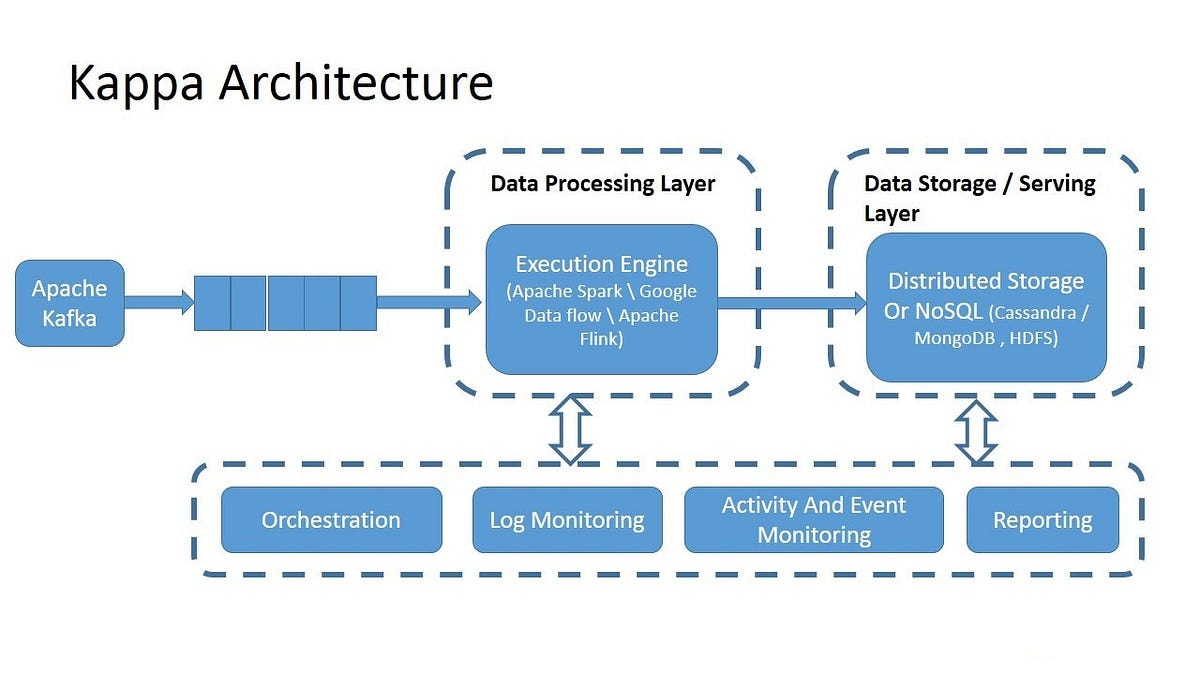 Kappa Architecture
Data Processing Layer
Data Storage / Serving
Layer
Apache
Kafka
Execution Engine
(Apache Spark \ Google
Data flow \ Apache
Flink)
Distributed Storage
Or NoSQL (Cassandra /
MongoDB , HDFS)
Orchestration
Log Monitoring
Activity And Event
Monitoring
Reporting